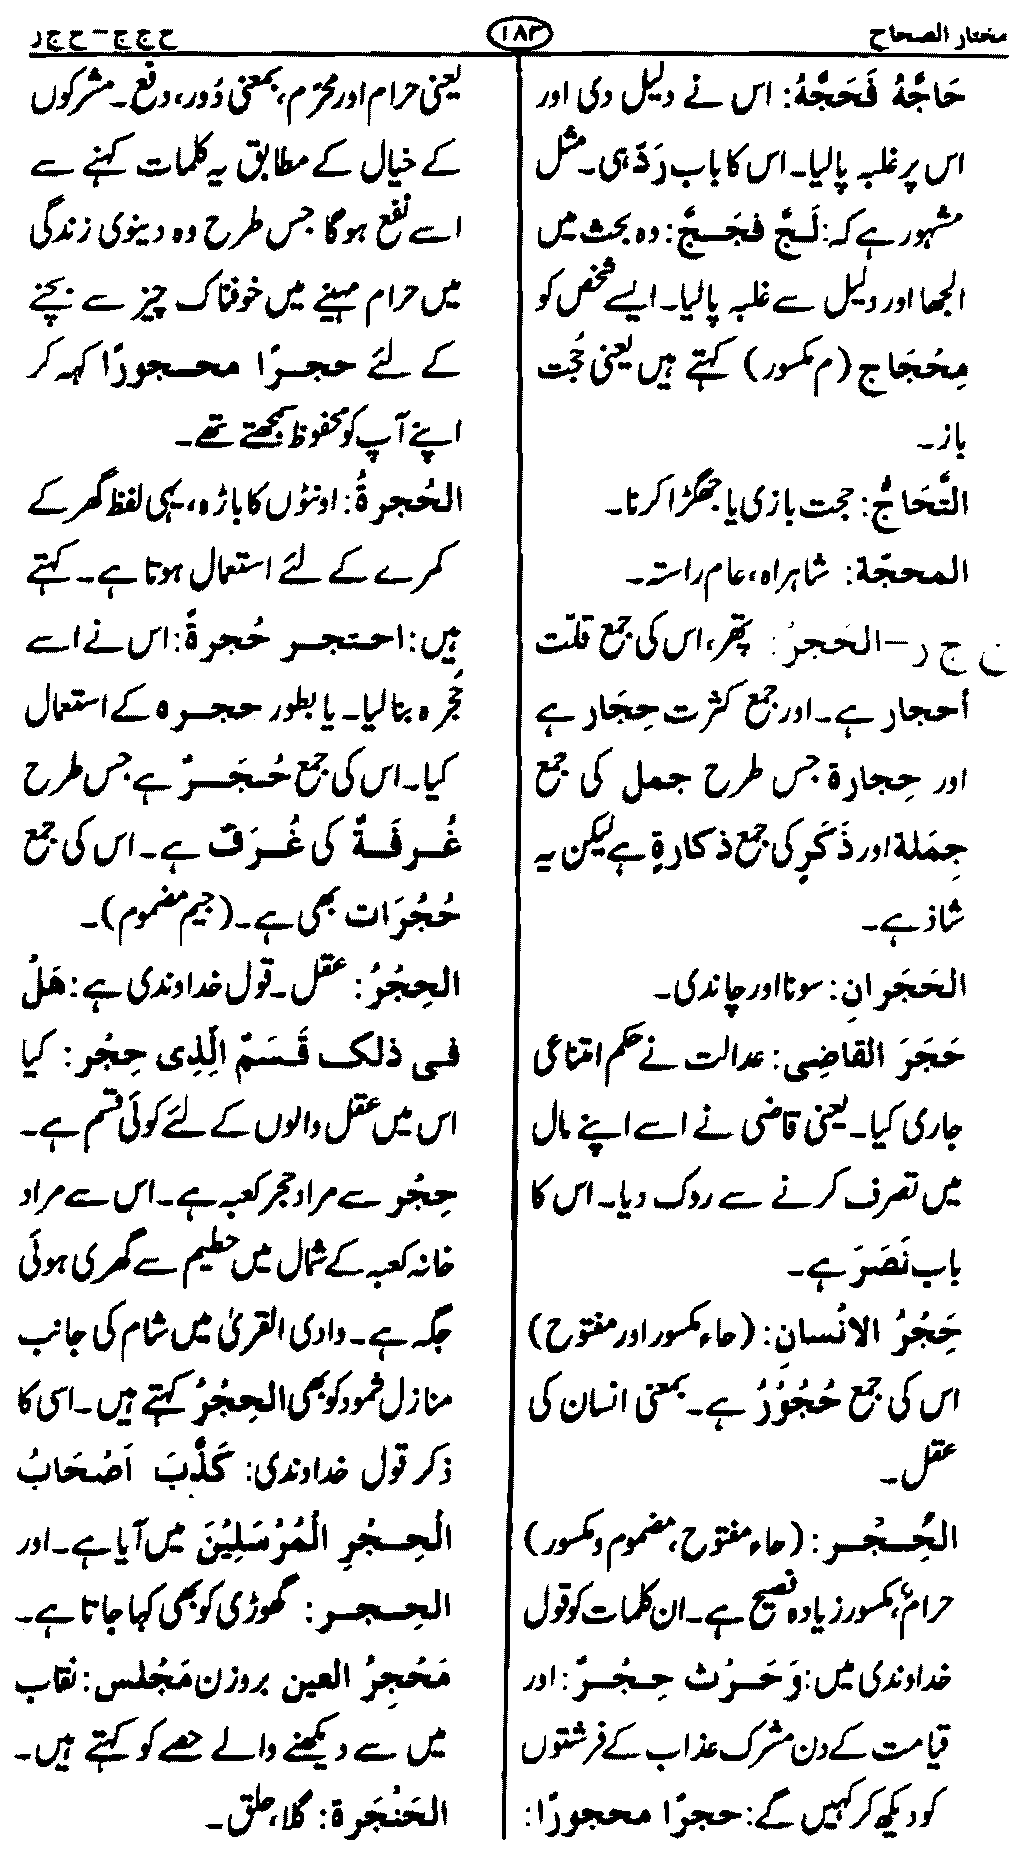 مختار الصحاح
١٨٣
ح ج ج - ح ج ر
حَاجَّهُ فَحَجَّهُ: اس نے دلیل دی اور
اس پر غلبہ پالیا۔ اس کا باب رَدّ ہی۔ مثل
مشہور ہے کہ: لَجَّ فحَجَّ: وہ بحث میں
الجھا اور دلیل سے غلبہ پالیا۔ ایسے شخص کو
مِحْجَاج (م مکسور) کہتے ہیں یعنی حُجت
باز۔
التَّحَاجُّ: حجت بازی یا جھگڑا کرنا۔
المحجّة: شاہراہ، عام راستہ۔
ح ج ر – الحَجرُ: پتھر، اس کی جمع قلّت
أحجار ہے۔ اور جمع کثرت حِجَار ہے
اور حِجارة جس طرح جمل کی جمع
جِمَلة اور ذَکَرٍ کی جمع ذکارةٍ ہے لیکن یہ
شاذ ہے۔
الحَجَرانِ: سونا اور چاندی۔
حَجَرَ القاضِی: عدالت نے حکم امتناعی
جاری کیا۔ یعنی قاضی نے اسے اپنے مال
میں تصرف کرنے سے روک دیا۔ اس کا
باب نَصَرَ ہے۔
حَِجْرُ الانْسانِ: (حاء مکسور اور مفتوح)
اس کی جمع حُجُوْرٌ ہے۔ بمعنی انسان کی
عقل۔
الحُِجْر: (حاء مفتوح، مضموم و مکسور)
حرام، مکسور زیادہ فصیح ہے۔ ان کلمات کو قول
خداوندی میں: وَحَرْث حِجْرٌ: اور
قیامت کے دن مشرک عذاب کے فرشتوں
کو دیکھ کر کہیں گے: حجرًا محجورًا:
یعنی حرام اور محرّم، بمعنی دُور، دفع۔ مشرکوں
کے خیال کے مطابق یہ کلمات کہنے سے
اسے نفع ہوگا جس طرح وہ دینوی زندگی
میں حرام مہینے میں خوفناک چیز سے بچنے
کے لئے حجرًا محجورًا کہہ کر
اپنے آپ کو محفوظ سمجھتے تھے۔
الحُجرةُ: اونٹوں کا باڑہ، یہی لفظ گھر کے
کمرے کے لئے استعمال ہوتا ہے۔ کہتے
ہیں: احتجر حُجرةً: اس نے اسے
حُجرہ بنالیا۔ یا بطور حجرہ کے استعمال
کیا۔ اس کی جمع حُجَرٌ ہے جس طرح
غُرفَةٌ کی غُرَفٌ ہے۔ اس کی جمع
حُجُرَات بھی ہے۔ (جیم مضموم)۔
الحِجْرُ: عقل۔ قول خداوندی ہے: هَلْ
فی ذلک قَسَمٌ الَّذِی حِجْر: کیا
اس میں عقل والوں کے لئے کوئی قسم ہے۔
حِجْر سے مراد حجر کعبہ ہے۔ اس سے مراد
خانہ کعبہ کے شمال میں حطیم سے گھری ہوئی
جگہ ہے۔ وادی القریٰ میں شام کی جانب
منازل ثمود کو بھی الحِجْرُ کہتے ہیں۔ اسی کا
ذکر قول خداوندی: كَذَّبَ اَصْحَابُ
الْحِجْرِ الْمُرْسَلِیْنَ میں آیا ہے۔ اور
الحِجر: گھوڑی کو بھی کہا جاتا ہے۔
مَحْجِرُ العین بروزن مَجْلس: نقاب
میں سے دیکھنے والے حصے کو کہتے ہیں۔
الحَنْجَرة: گلا، حلق۔